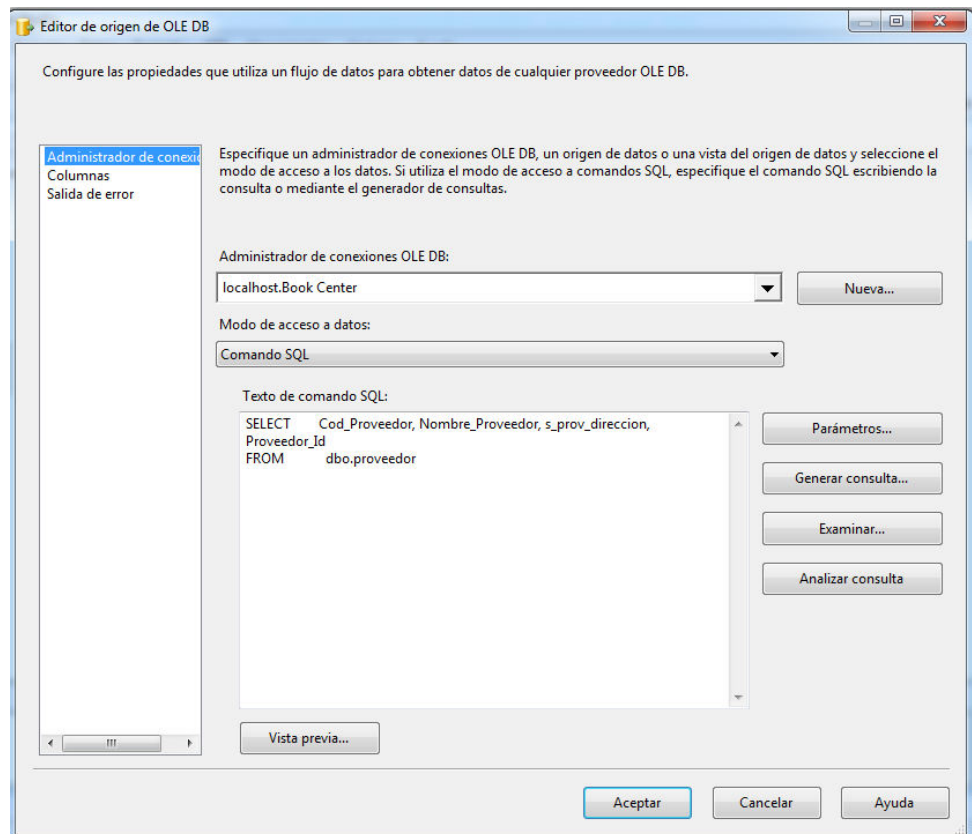 Editor de origen de OLE DB
Configure las propiedades que utiliza un flujo de datos para obtener datos de cualquier proveedor OLE DB.
Administrador de conexi
Columnas
Salida de error
Especifique un administrador de conexiones OLE DB, un origen de datos o una vista del origen de datos y seleccione el
modo de acceso a los datos. Si utiliza el modo de acceso a comandos SQL, especifique el comando SQL escribiendo la
consulta o mediante el generador de consultas.
Administrador de conexiones OLE DB:
localhost.Book Center
Nueva...
Modo de acceso a datos:
Comando SQL
Texto de comando SQL:
SELECT Cod_Proveedor, Nombre_Proveedor, s_prov_direccion,
Proveedor_Id
FROM dbo.proveedor
Parámetros...
Generar consulta...
Examinar...
Analizar consulta
Vista previa...
Aceptar
Cancelar
Ayuda